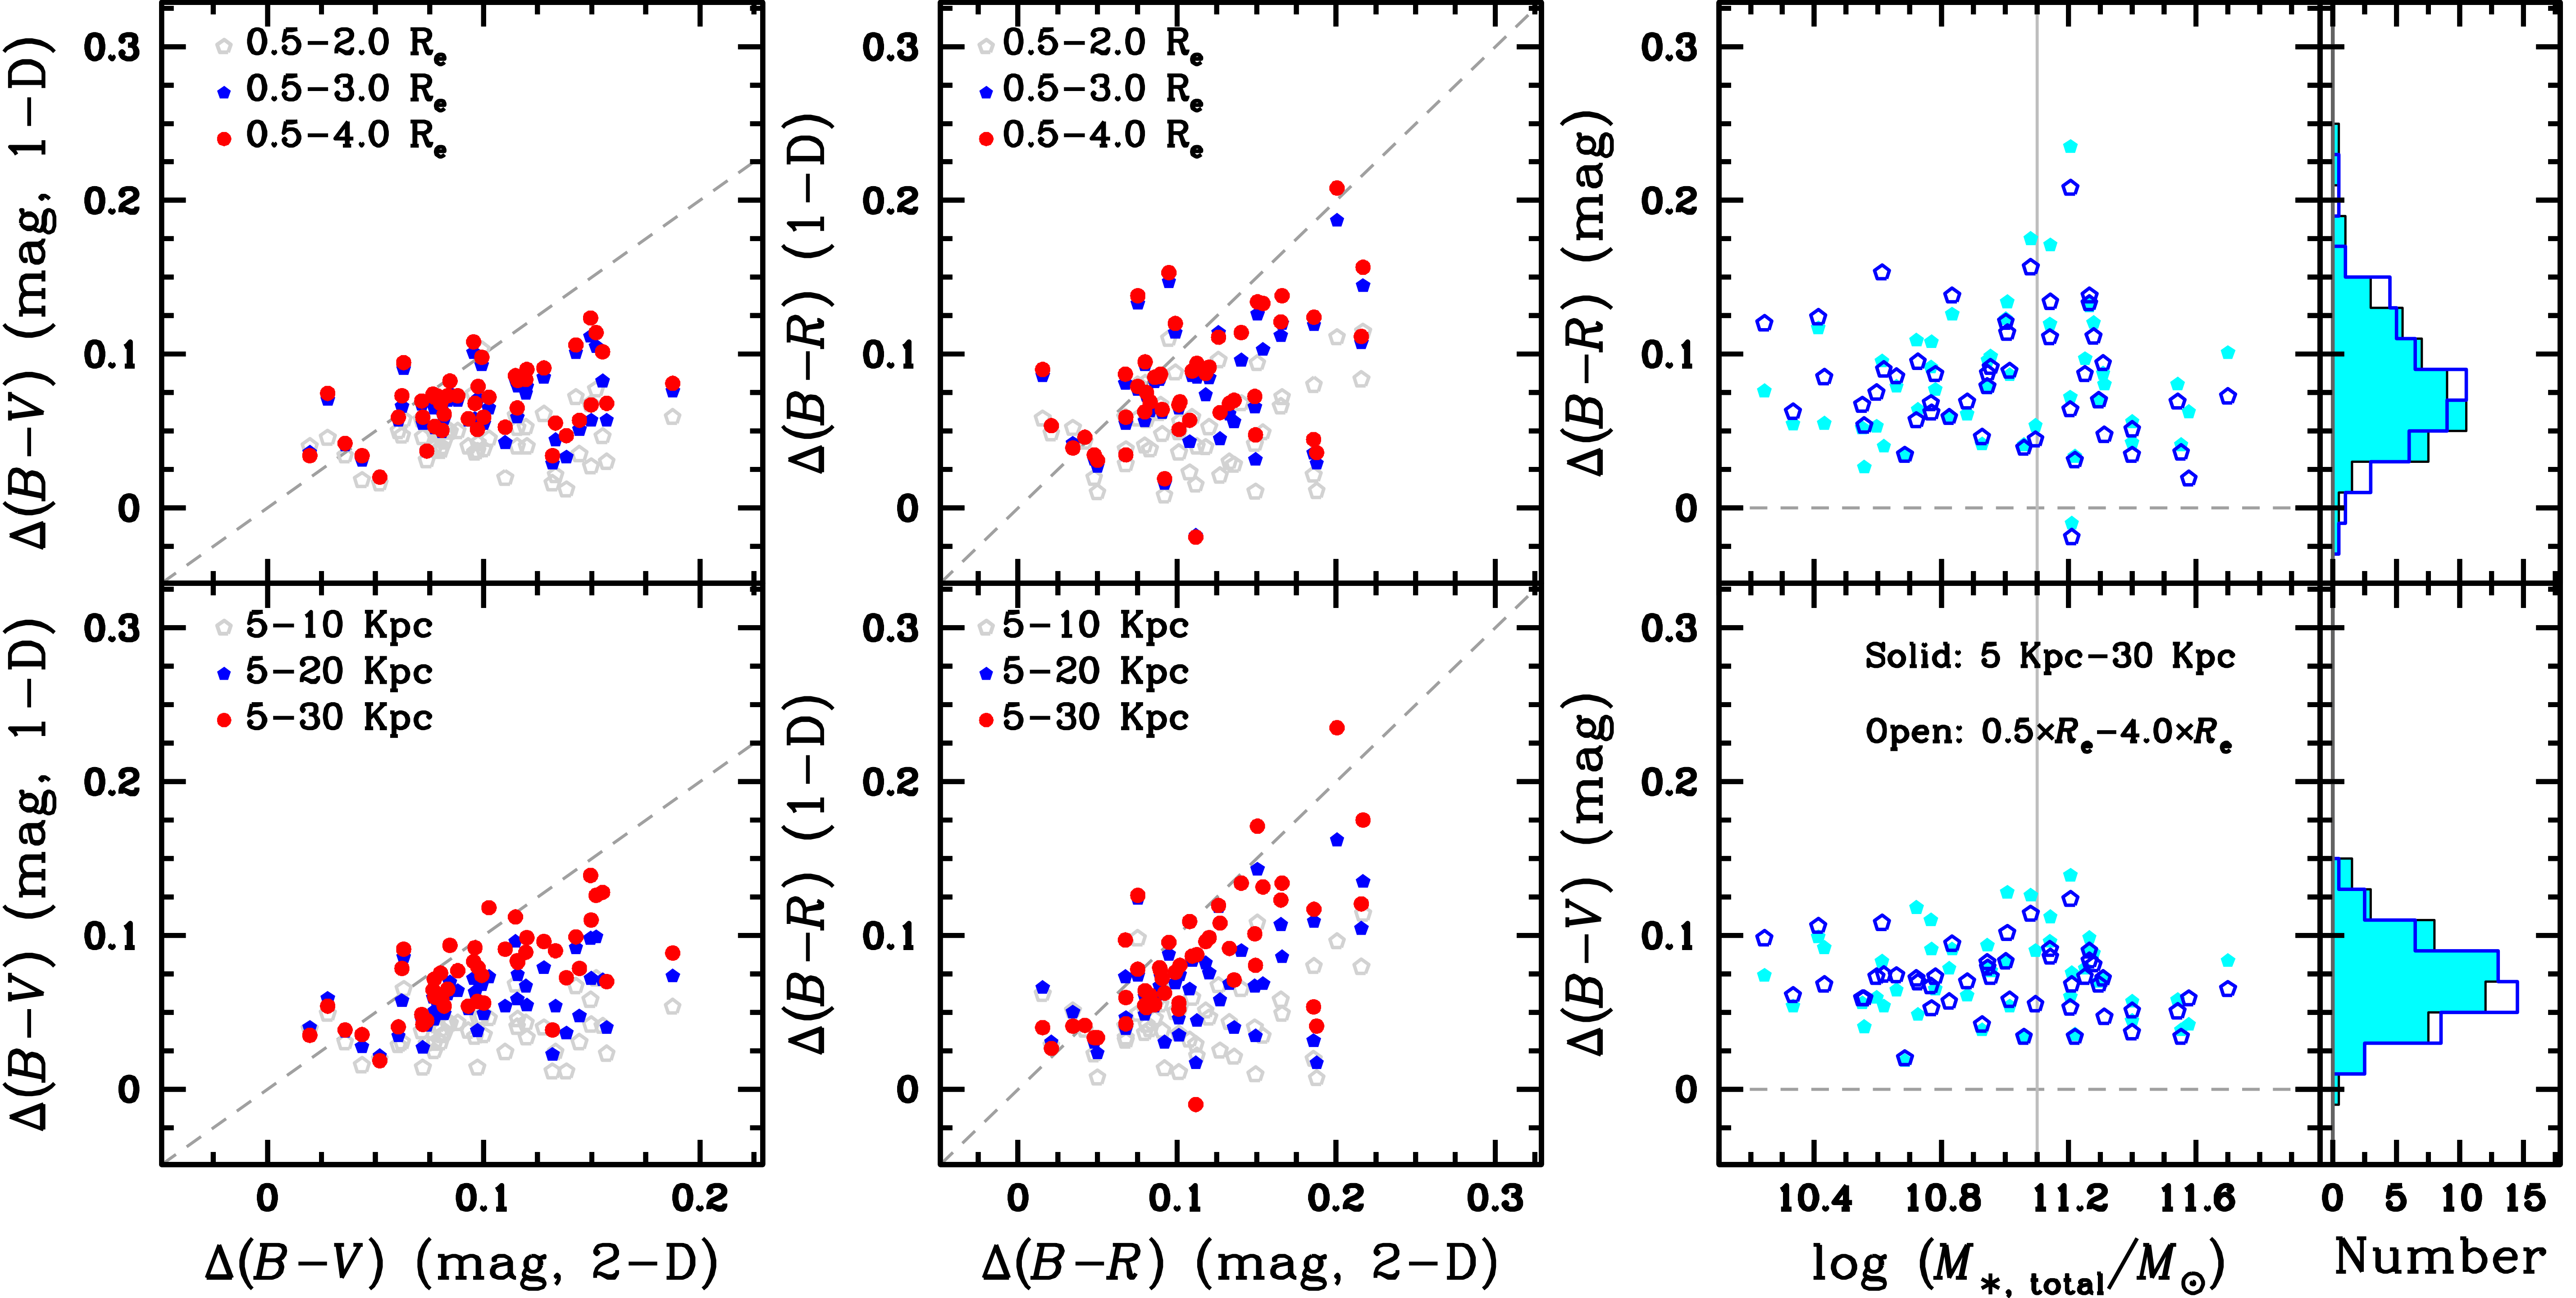 Δ(B−V) (mag, 1−D)
0.3
0.2
0.1
0
0.5−2.0 Re
0.5−3.0 Re
0.5−4.0 Re
Δ(B−R) (1−D)
0.3
0.2
0.1
0
0.5−2.0 Re
0.5−3.0 Re
0.5−4.0 Re
Δ(B−R) (mag)
0.3
0.2
0.1
0
Δ(B−V) (mag, 1−D)
0.3
0.2
0.1
0
5−10 Kpc
5−20 Kpc
5−30 Kpc
0 0.1 0.2
Δ(B−V) (mag, 2−D)
Δ(B−R) (1−D)
0.3
0.2
0.1
0
5−10 Kpc
5−20 Kpc
5−30 Kpc
0 0.1 0.2 0.3
Δ(B−R) (mag, 2−D)
Δ(B−V) (mag)
0.3
0.2
0.1
0
Solid: 5 Kpc−30 Kpc
Open: 0.5×Re−4.0×Re
10.4 10.8 11.2 11.6
log (M*, total/M⊙)
0 5 10 15
Number